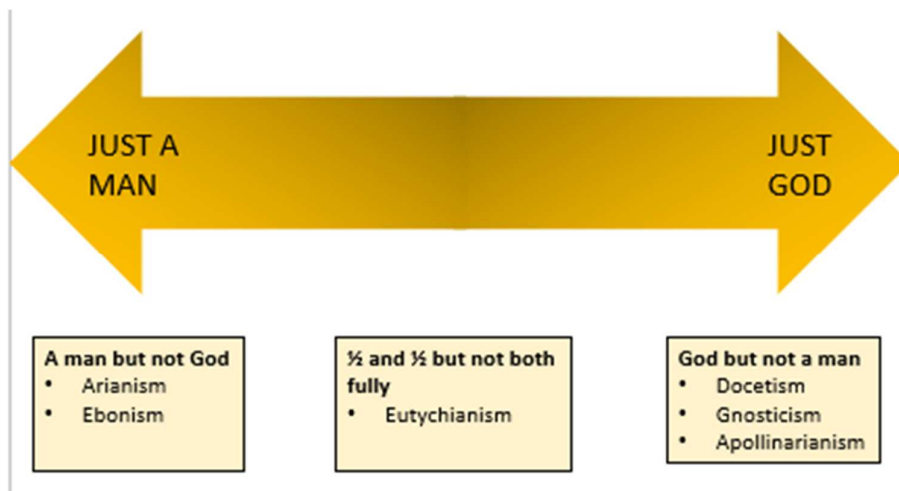 JUST A
MAN
JUST
GOD
A man but not God
• Arianism
• Ebonism
½ and ½ but not both
fully
• Eutychianism
God but not a man
• Docetism
• Gnosticism
• Apollinarianism